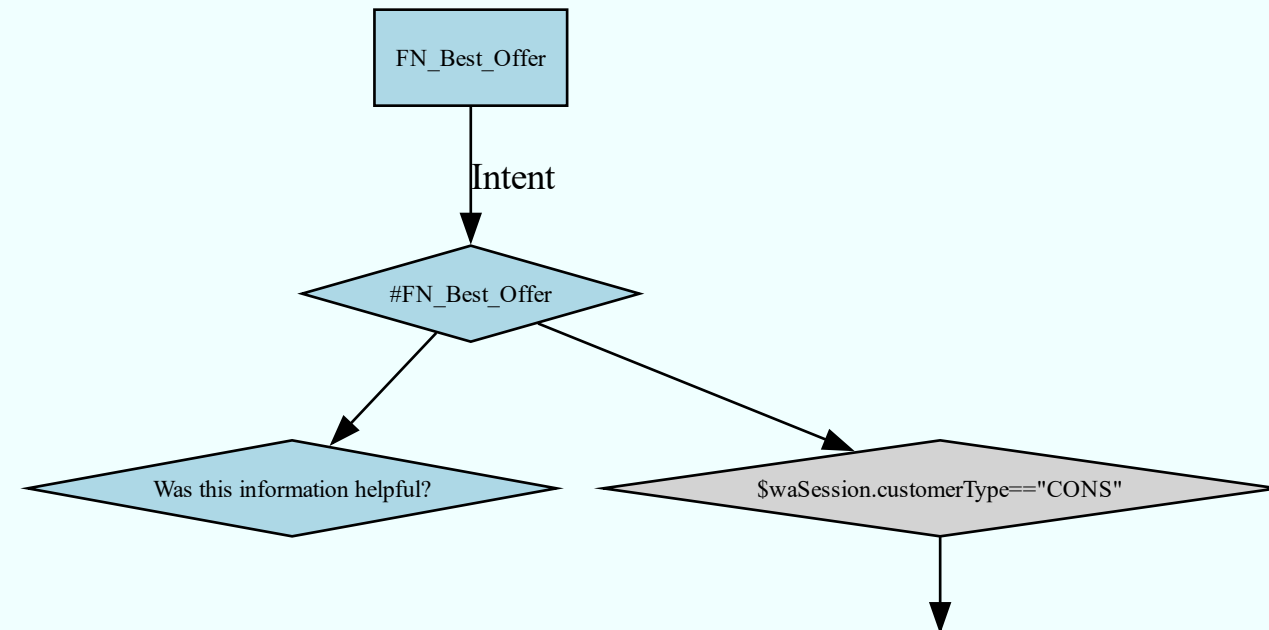 FN_Best_Offer
Intent
#FN_Best_Offer
Was this information helpful?
$waSession.customerType=="CONS"